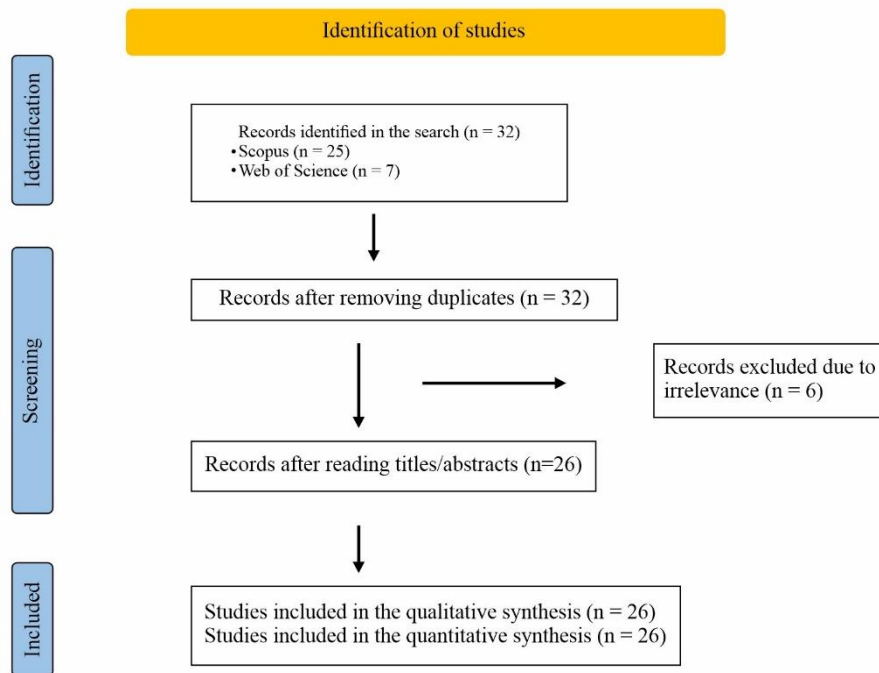 Identification of studies
Identification
Records identified in the search (n = 32)
•Scopus (n = 25)
•Web of Science (n = 7)
Screening
Records after removing duplicates (n = 32)
Records excluded due to
irrelevance (n = 6)
Records after reading titles/abstracts (n=26)
Included
Studies included in the qualitative synthesis (n = 26)
Studies included in the quantitative synthesis (n = 26)